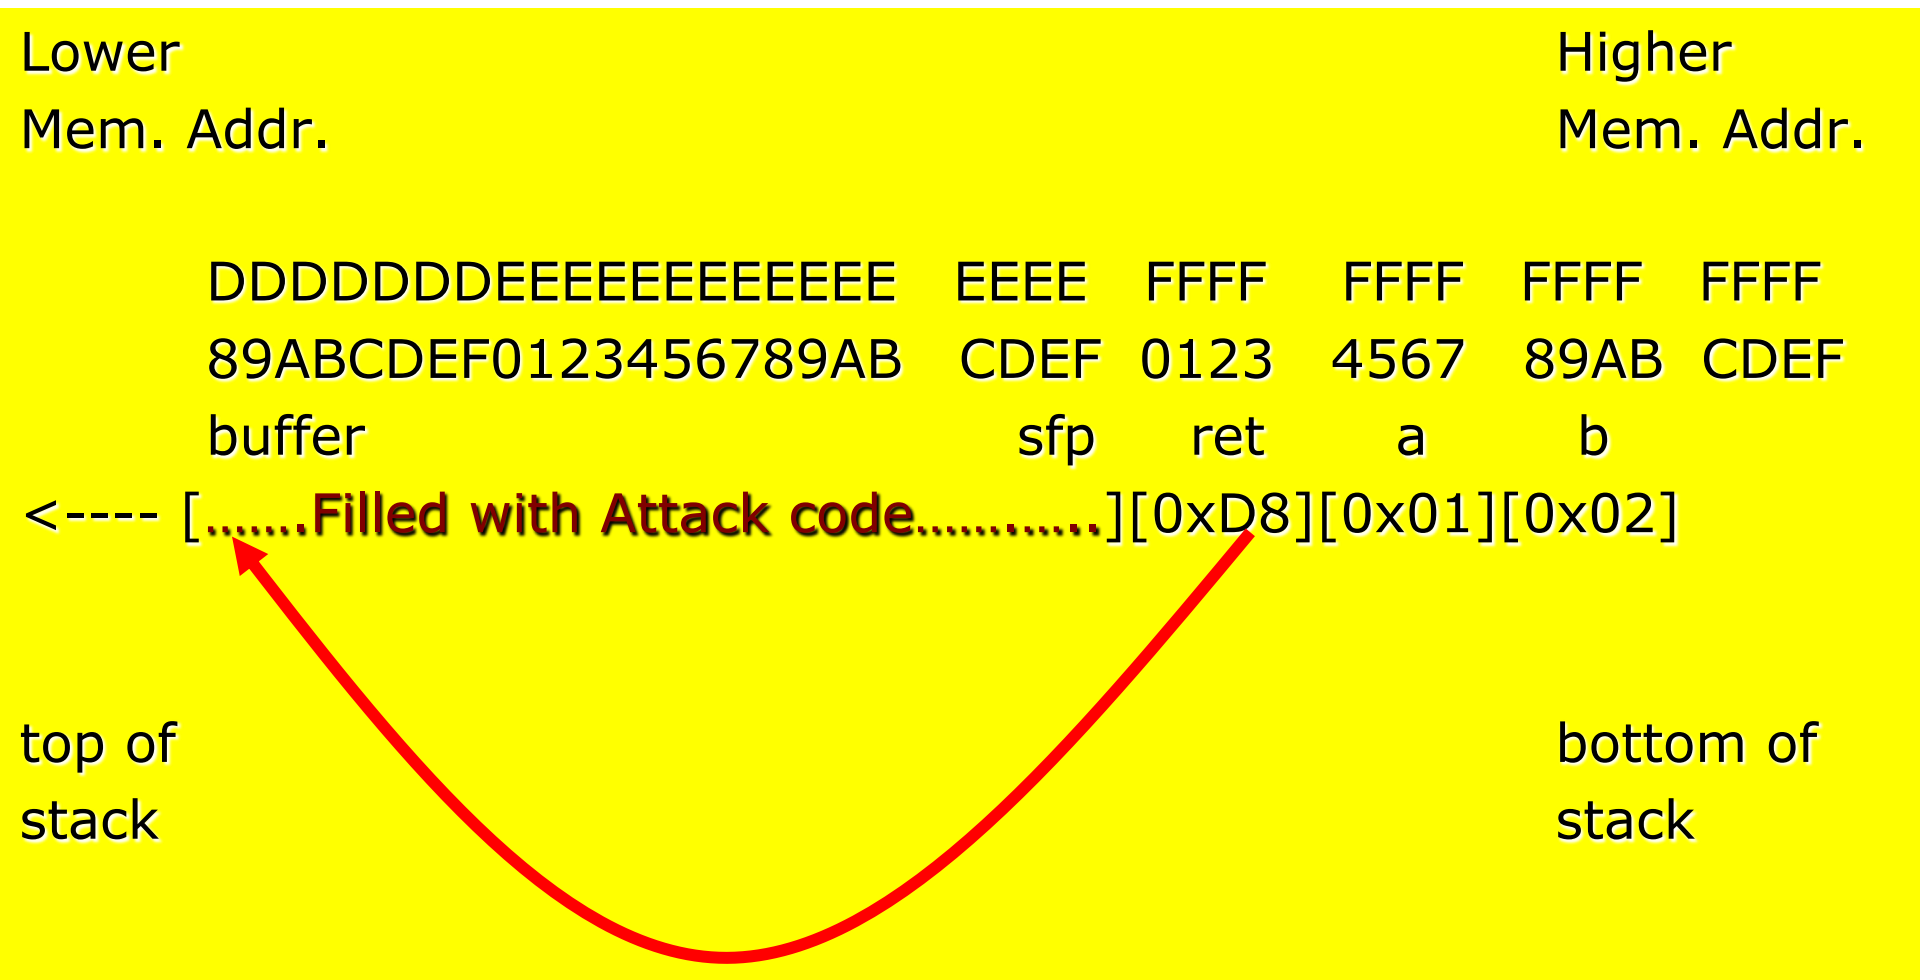 Lower Higher
Mem. Addr. Mem. Addr.
DDDDDDDEEEEEEEEEEEE EEEE FFFF FFFF FFFF FFFF
89ABCDEF0123456789AB CDEF 0123 4567 89AB CDEF
buffer sfp ret a b
<---- […….Filled with Attack code…….…..][0xD8][0x01][0x02]
top of bottom of
stack stack